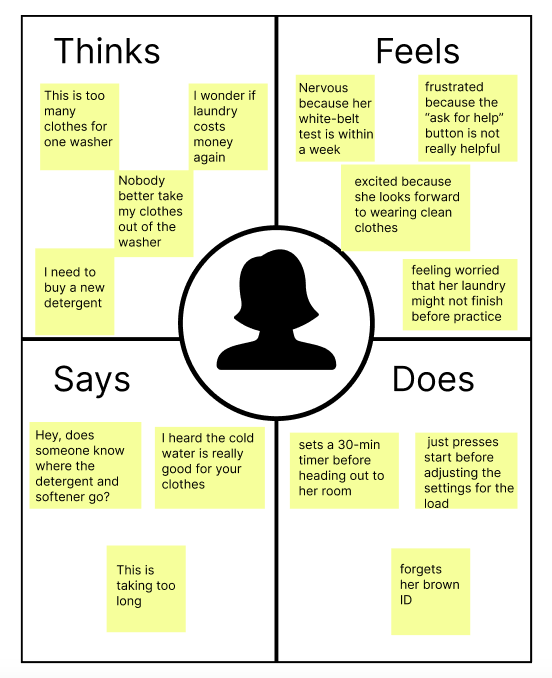 Thinks
This is too
many
clothes for
one washer
I wonder if
laundry
costs
money
again
Nobody
better take
my clothes
out of the
washer
I need to
buy a new
detergent
Feels
Nervous
because her
white-belt
test is within
a week
frustrated
because the
“ask for help”
button is not
really helpful
excited because
she looks forward
to wearing clean
clothes
feeling worried
that her laundry
might not finish
before practice
Says
Hey, does
someone know
where the
detergent and
softener go?
I heard the cold
water is really
good for your
clothes
This is
taking too
long
Does
sets a 30-min
timer before
heading out to
her room
just presses
start before
adjusting the
settings for the
load
forgets
her brown
ID